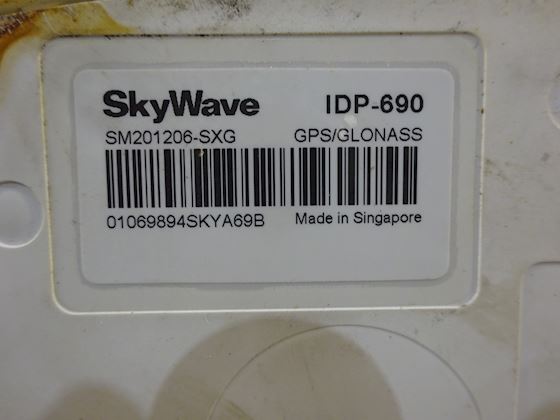 SkyWave IDP-690
SM201206-SXG GPS/GLONASS
01069894SKYA69B Made in Singapore